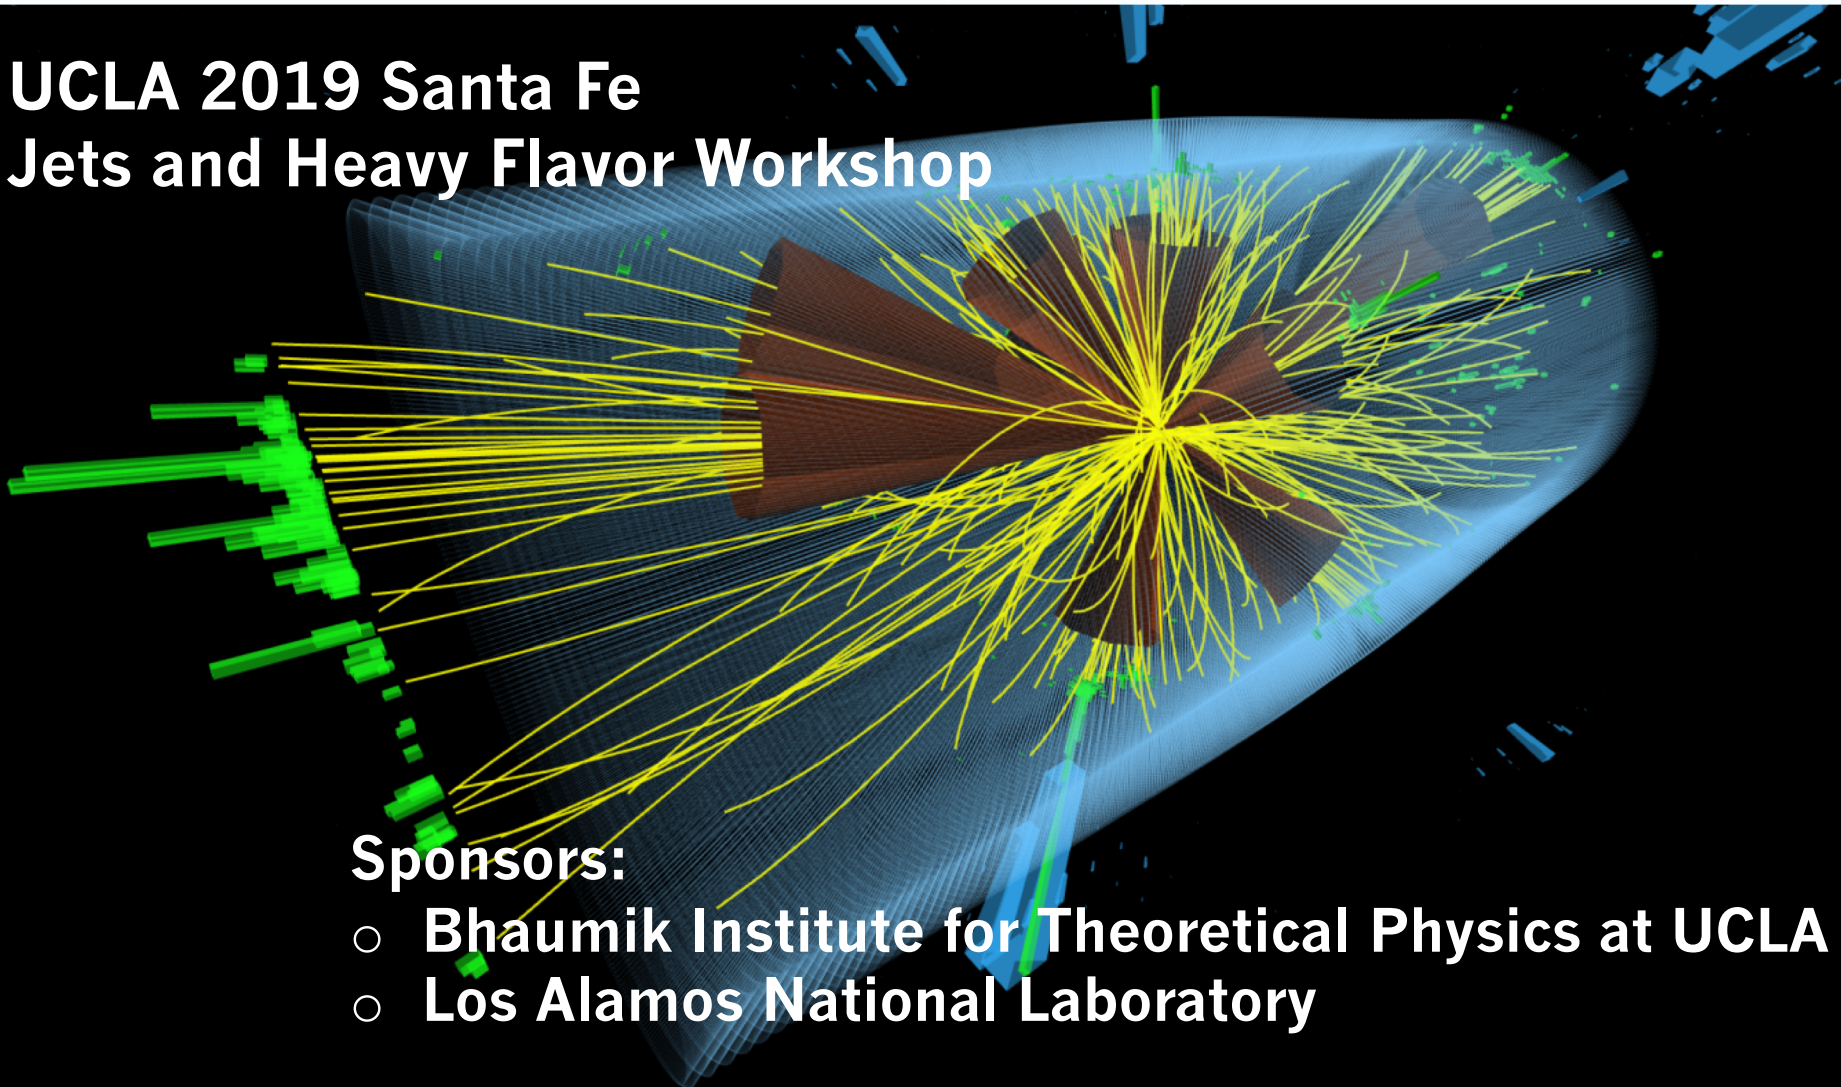 UCLA 2019 Santa Fe
Jets and Heavy Flavor Workshop
Sponsors:
○ Bhaumik Institute for Theoretical Physics at UCLA
○ Los Alamos National Laboratory